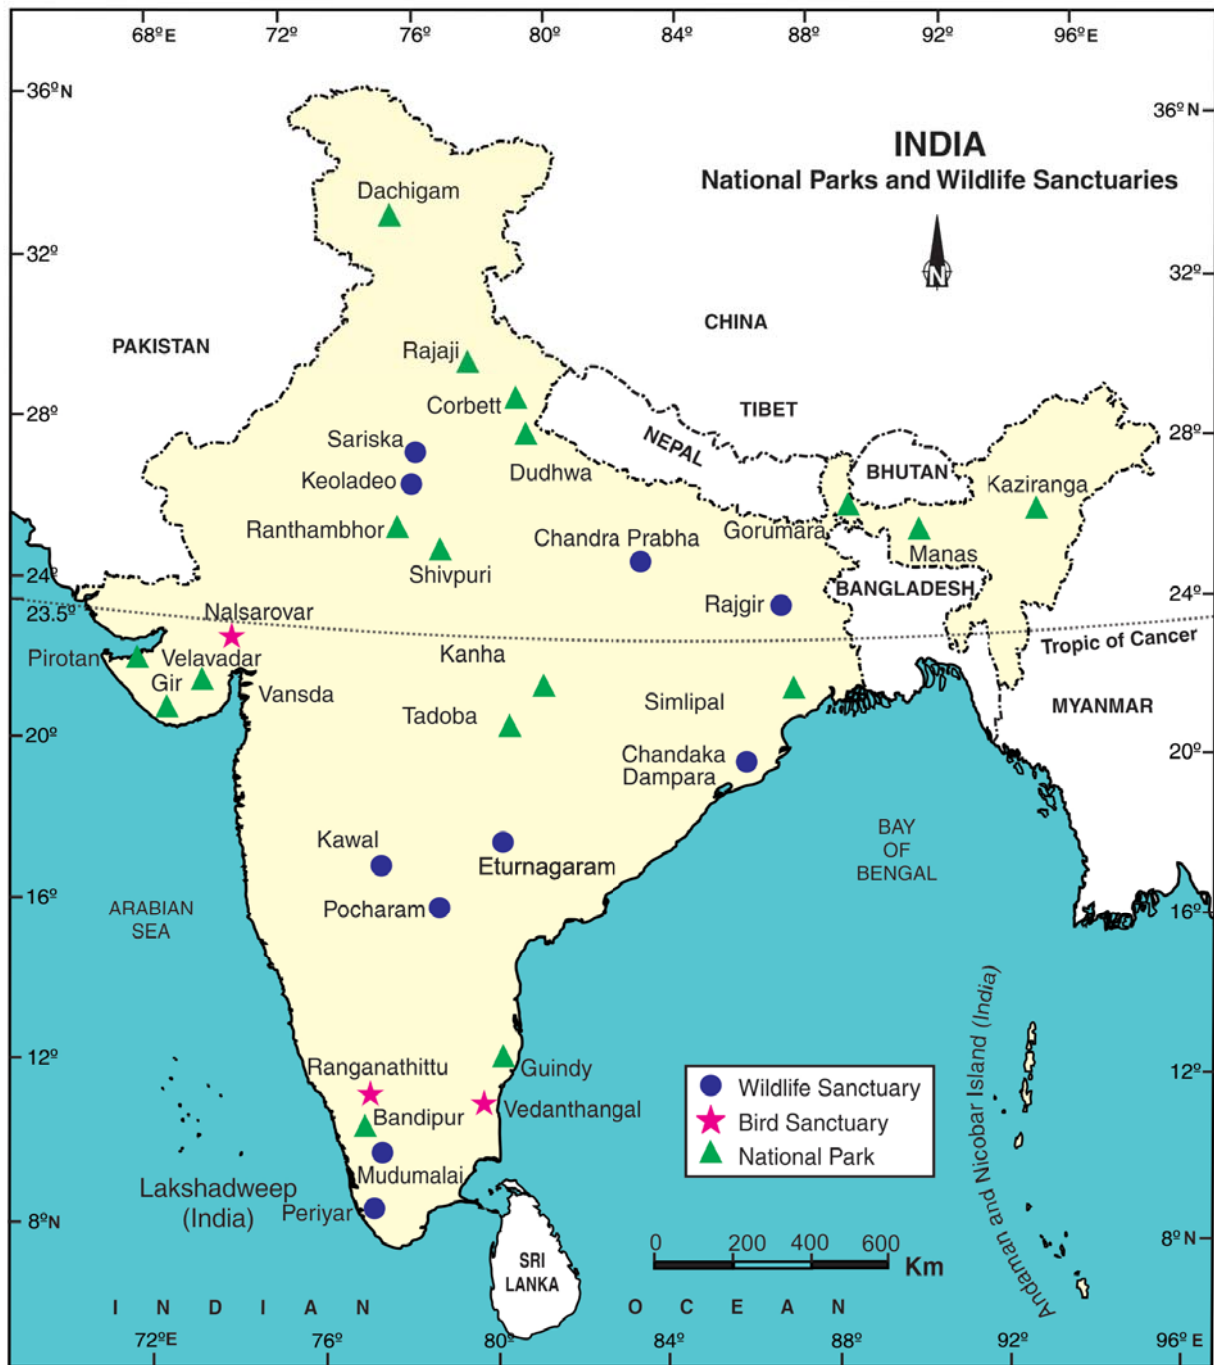 68ºE 72º 76º 80º 84º 88º 92º 96ºE
36ºN
36ºN
INDIA
National Parks and Wildlife Sanctuaries
Dachigam
N
32º
32º
CHINA
PAKISTAN
Rajaji
Corbett
TIBET
28º
28º
Sariska
NEPAL
Dudhwa
BHUTAN
Keoladeo
Kaziranga
Ranthambhor
Chandra Prabha
Gorumara
Manas
Shivpuri
24º
BANGLADESH
24º
23.5º
Nalsarovar
Rajgir
Tropic of Cancer
Pirotan
Velavadar
Kanha
Gir
Vansda
Simlipal
MYANMAR
Tadoba
20º
20º
Chandaka
Dampara
Kawal
Eturnagaram
BAY
OF
BENGAL
16º
16º
ARABIAN
SEA
Pocharam
Andaman and Nicobar Island (India)
12º
12º
Ranganathittu
Guindy
Wildlife Sanctuary
Bandipur
Vedanthangal
Bird Sanctuary
National Park
Mudumalai
Lakshadweep
(India)
Periyar
8ºN
8ºN
0 200 400 600
Km
SRI
LANKA
INDIAN OCEAN
72ºE 76º 80º 84º 88º 92º 96ºE